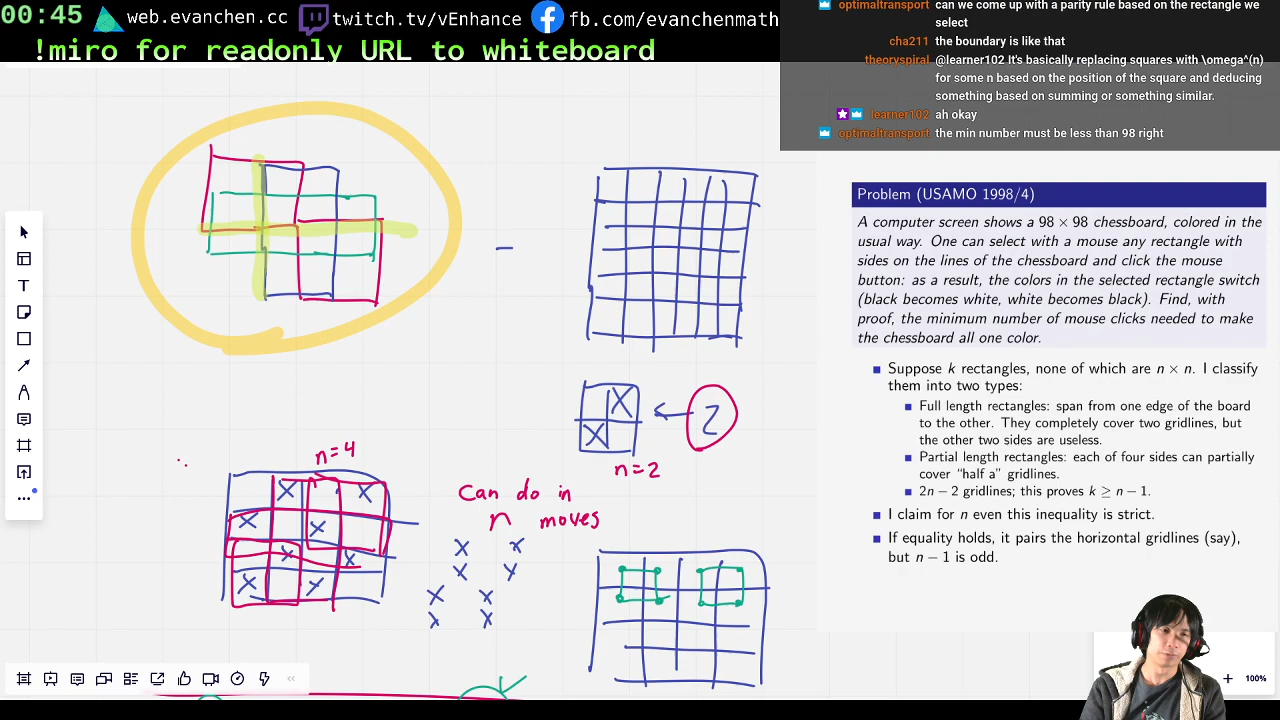 00:45 web.evanchen.cc twitch.tv/vEnhance fb.com/evanchenmath
!miro for readonly URL to whiteboard
optimaltransport can we come up with a parity rule based on the rectangle we
select
cha211 the boundary is like that
theoryspiral @learner102 It's basically replacing squares with \omega^(n)
for some n based on the position of the square and deducing
something based on summing or something similar.
learner102 ah okay
optimaltransport the min number must be less than 98 right
Problem (USAMO 1998/4)
A computer screen shows a 98 × 98 chessboard, colored in the
usual way. One can select with a mouse any rectangle with
sides on the lines of the chessboard and click the mouse
button: as a result, the colors in the selected rectangle switch
(black becomes white, white becomes black). Find, with
proof, the minimum number of mouse clicks needed to make
the chessboard all one color.
Suppose k rectangles, none of which are n × n. I classify
them into two types:
Full length rectangles: span from one edge of the board
to the other. They completely cover two gridlines, but
the other two sides are useless.
Partial length rectangles: each of four sides can partially
cover "half a" gridlines.
2n − 2 gridlines; this proves k ≥ n − 1.
I claim for n even this inequality is strict.
If equality holds, it pairs the horizontal gridlines (say),
but n − 1 is odd.
X
X
2
n=2
n=4
X X
X X
X X
X X
Can do in
n moves
X X
X X
X X
X X
T
100%